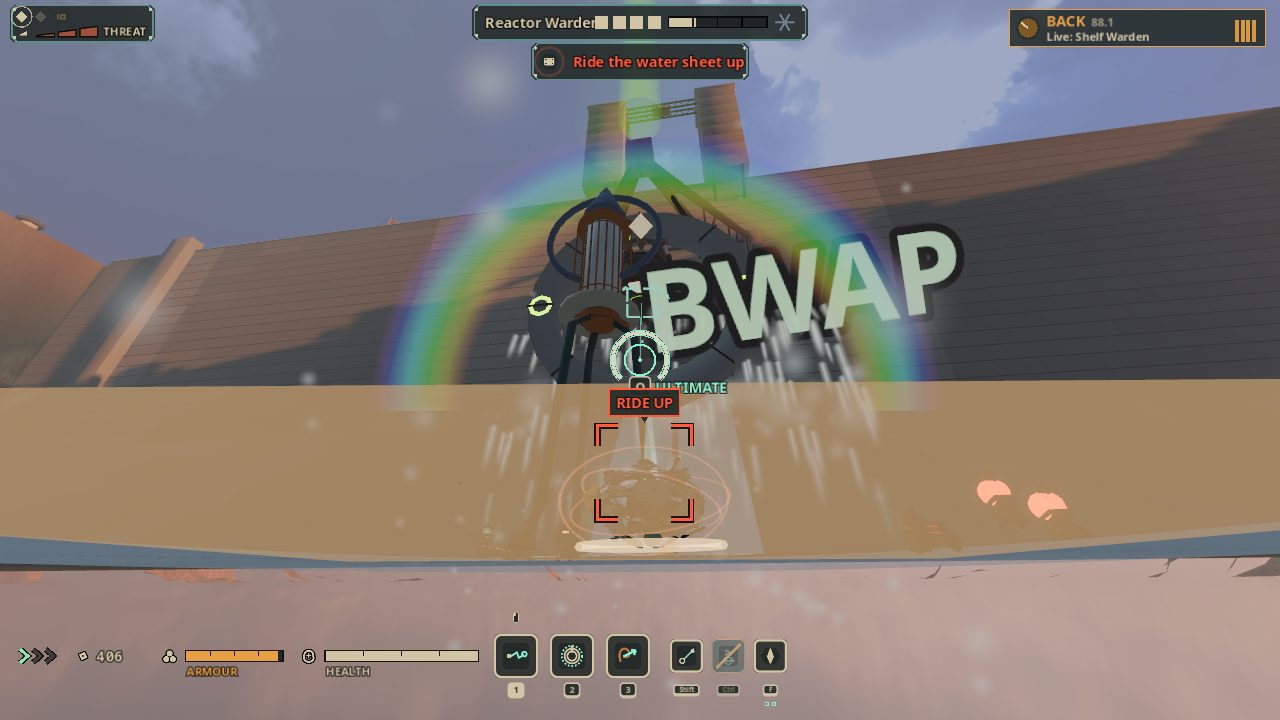 THREAT
Reactor Warden
BACK 88.1
Live: Shelf Warden
Ride the water sheet up
BWAP
ULTIMATE
RIDE UP
406
ARMOUR
HEALTH
1
2
3
Shift
Ctrl
F